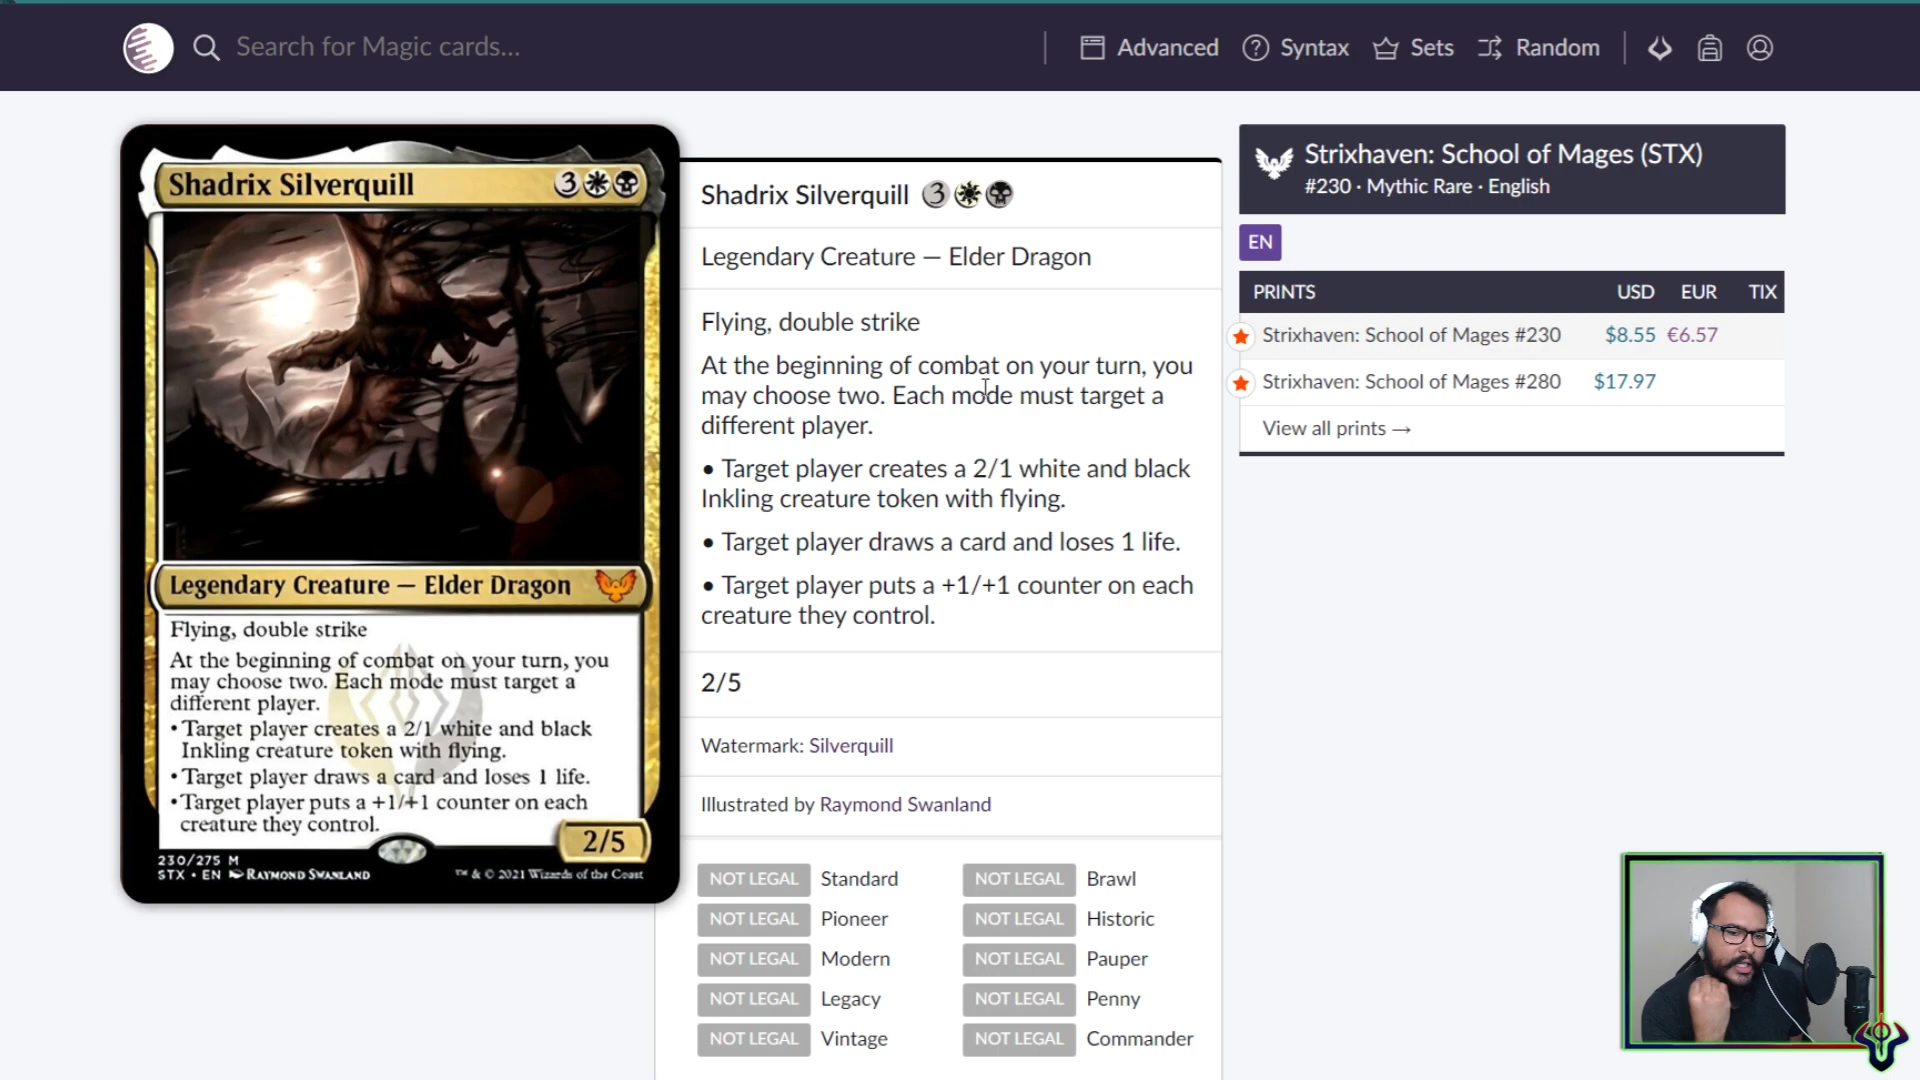 Search for Magic cards...
Advanced
Syntax
Sets
Random
Shadrix Silverquill 3
Legendary Creature — Elder Dragon
Flying, double strike
At the beginning of combat on your turn, you
may choose two. Each mode must target a
different player.
•Target player creates a 2/1 white and black
Inkling creature token with flying.
•Target player draws a card and loses 1 life.
•Target player puts a +1/+1 counter on each
creature they control.
2/5
230/275 M
STX • EN RAYMOND SWANLAND
™ & © 2021 Wizards of the Coast
Shadrix Silverquill 3
Legendary Creature — Elder Dragon
Flying, double strike
At the beginning of combat on your turn, you
may choose two. Each mode must target a
different player.
• Target player creates a 2/1 white and black
Inkling creature token with flying.
• Target player draws a card and loses 1 life.
• Target player puts a +1/+1 counter on each
creature they control.
2/5
Watermark: Silverquill
Illustrated by Raymond Swanland
NOT LEGAL Standard NOT LEGAL Brawl
NOT LEGAL Pioneer NOT LEGAL Historic
NOT LEGAL Modern NOT LEGAL Pauper
NOT LEGAL Legacy NOT LEGAL Penny
NOT LEGAL Vintage NOT LEGAL Commander
Strixhaven: School of Mages (STX)
#230 · Mythic Rare · English
EN
PRINTS USD EUR TIX
Strixhaven: School of Mages #230 $8.55 €6.57
Strixhaven: School of Mages #280 $17.97
View all prints →